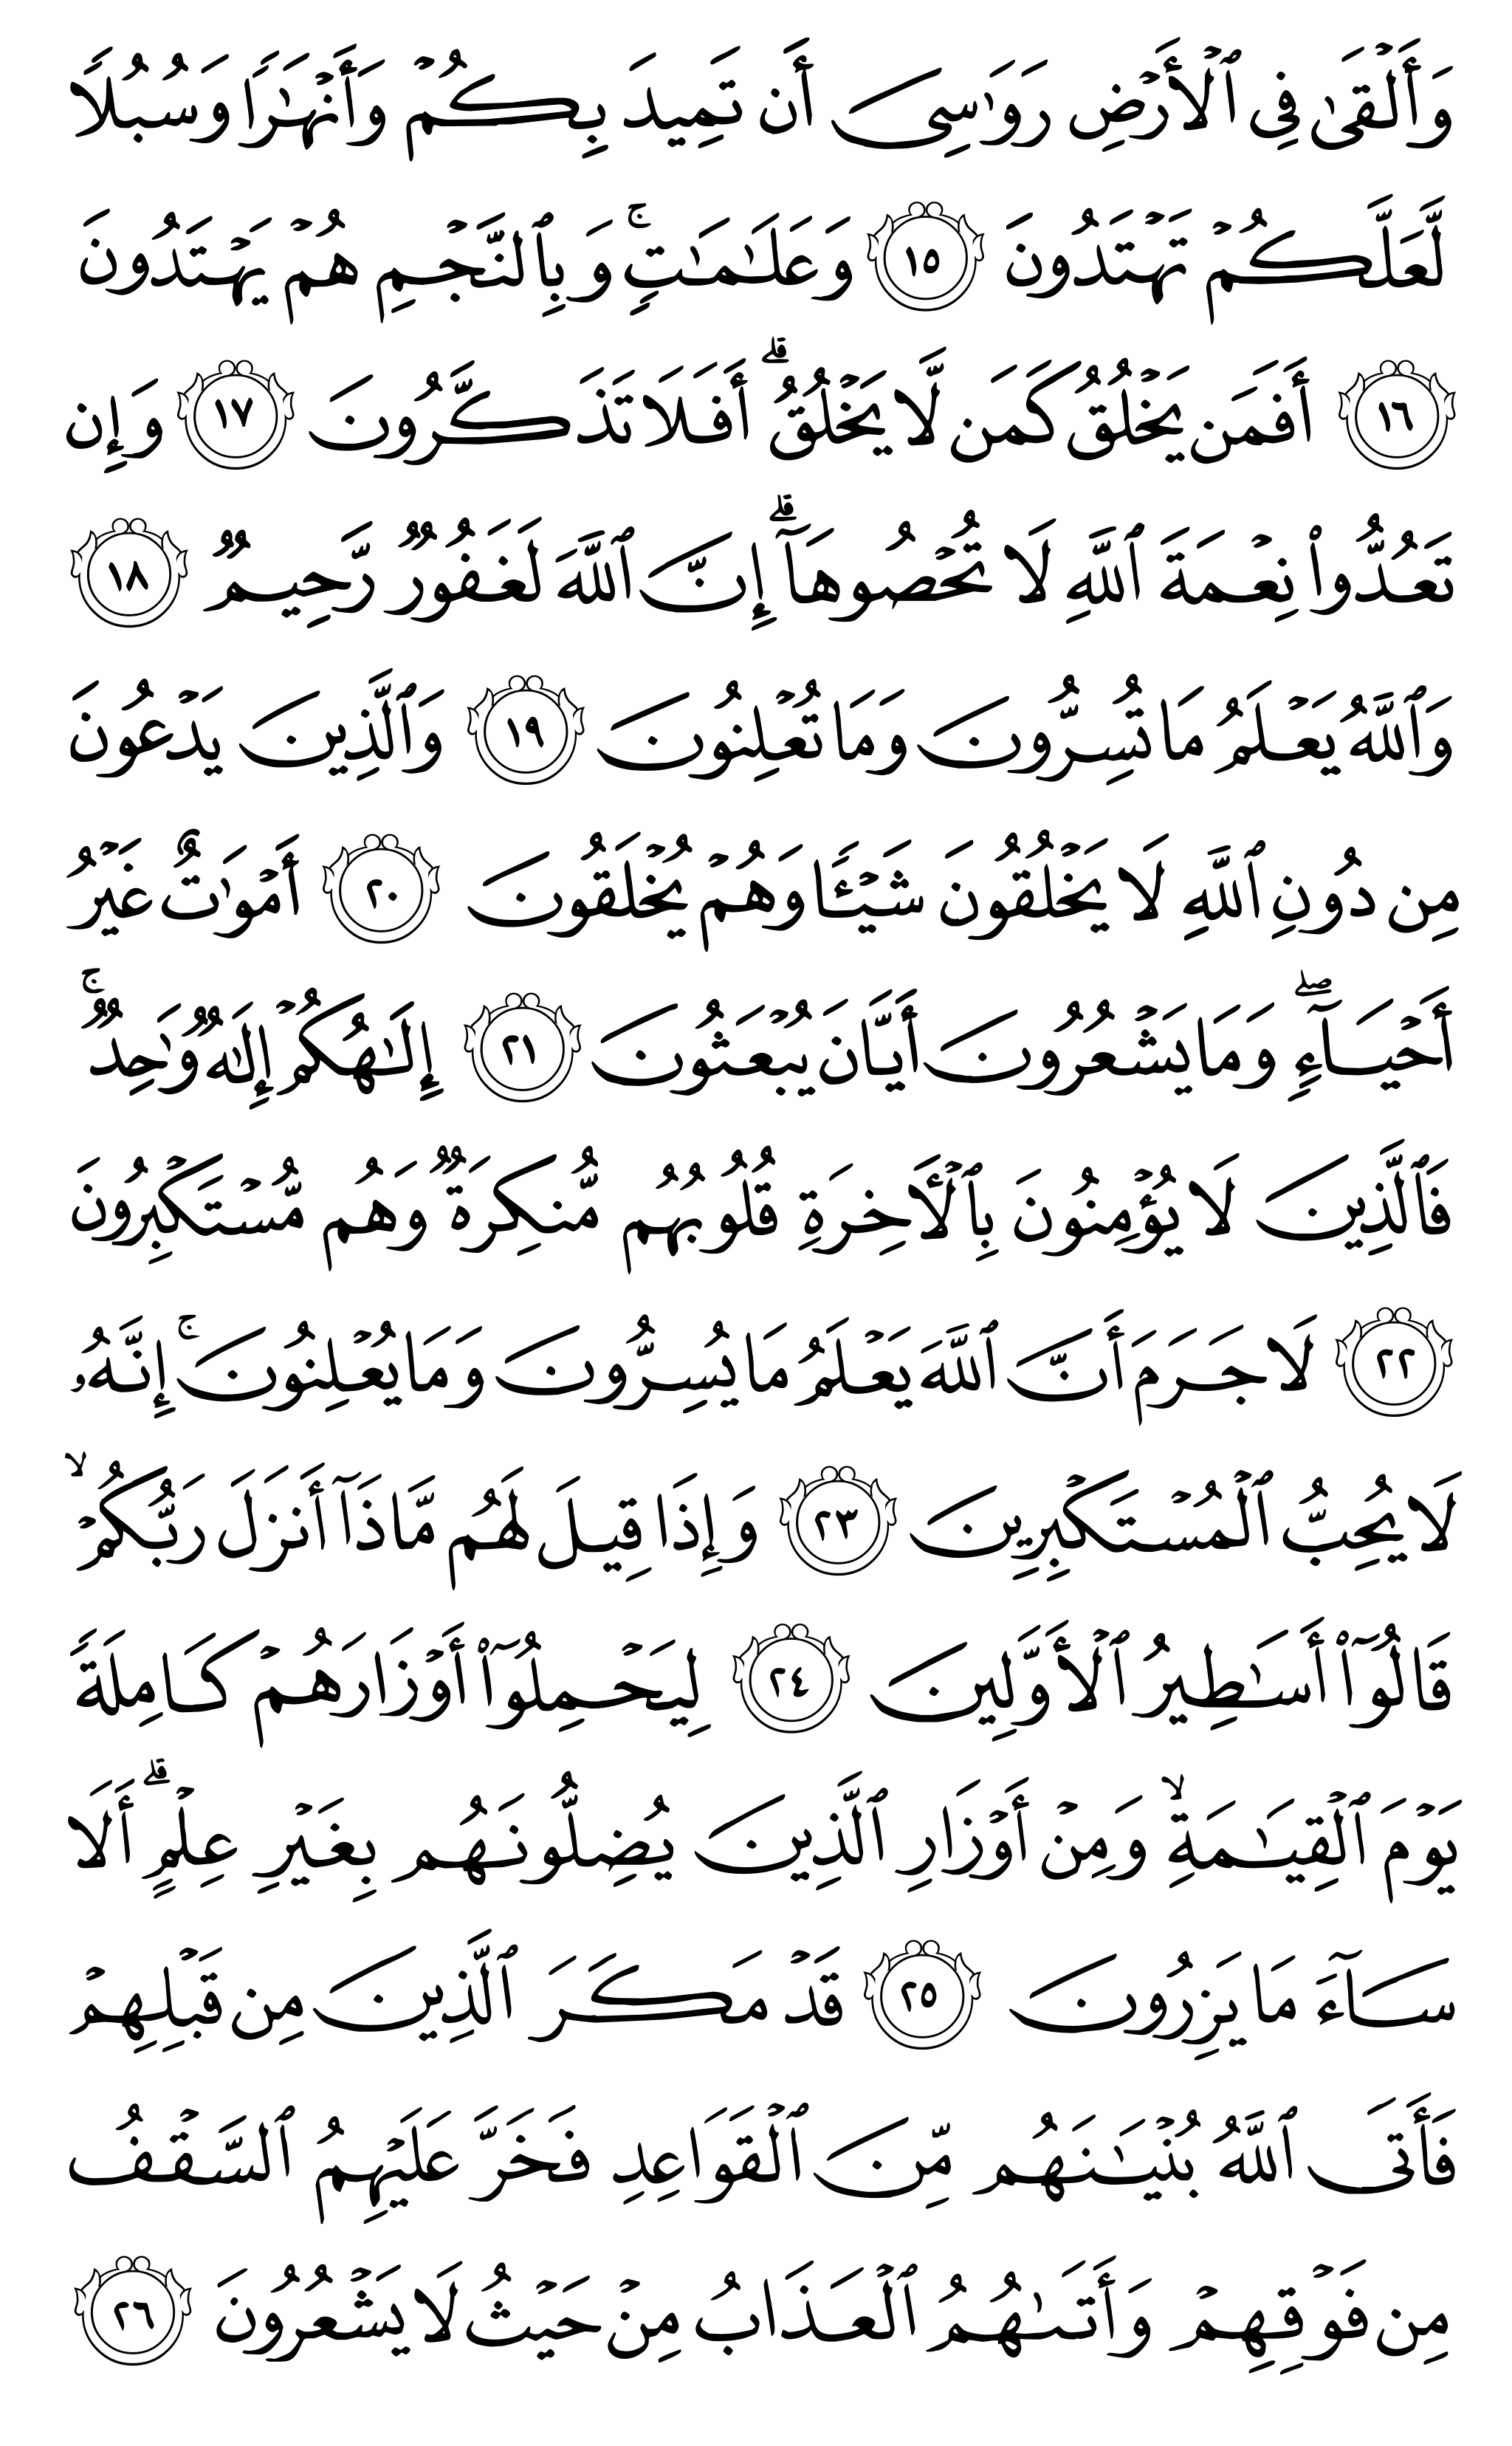 وَأَلْقَىٰ فِى ٱلْأَرْضِ رَوَٰسِىَ أَن تَمِيدَ بِكُمْ وَأَنْهَٰرًا وَسُبُلًا
لَّعَلَّكُمْ تَهْتَدُونَ ١٥ وَعَلَٰمَٰتٍ ۚ وَبِٱلنَّجْمِ هُمْ يَهْتَدُونَ
١٦ أَفَمَن يَخْلُقُ كَمَن لَّا يَخْلُقُ ۗ أَفَلَا تَذَكَّرُونَ ١٧ وَإِن
تَعُدُّوا۟ نِعْمَةَ ٱللَّهِ لَا تُحْصُوهَآ ۗ إِنَّ ٱللَّهَ لَغَفُورٌ رَّحِيمٌ ١٨
وَٱللَّهُ يَعْلَمُ مَا تُسِرُّونَ وَمَا تُعْلِنُونَ ١٩ وَٱلَّذِينَ يَدْعُونَ
مِن دُونِ ٱللَّهِ لَا يَخْلُقُونَ شَيْـًٔا وَهُمْ يُخْلَقُونَ ٢٠ أَمْوَٰتٌ غَيْرُ
أَحْيَآءٍ ۖ وَمَا يَشْعُرُونَ أَيَّانَ يُبْعَثُونَ ٢١ إِلَٰهُكُمْ إِلَٰهٌ وَٰحِدٌ ۚ
فَٱلَّذِينَ لَا يُؤْمِنُونَ بِٱلْـَٔاخِرَةِ قُلُوبُهُم مُّنكِرَةٌ وَهُم مُّسْتَكْبِرُونَ
٢٢ لَا جَرَمَ أَنَّ ٱللَّهَ يَعْلَمُ مَا يُسِرُّونَ وَمَا يُعْلِنُونَ ۚ إِنَّهُۥ
لَا يُحِبُّ ٱلْمُسْتَكْبِرِينَ ٢٣ وَإِذَا قِيلَ لَهُم مَّاذَآ أَنزَلَ رَبُّكُمْ ۙ
قَالُوٓا۟ أَسَٰطِيرُ ٱلْأَوَّلِينَ ٢٤ لِيَحْمِلُوٓا۟ أَوْزَارَهُمْ كَامِلَةً
يَوْمَ ٱلْقِيَٰمَةِ ۙ وَمِنْ أَوْزَارِ ٱلَّذِينَ يُضِلُّونَهُم بِغَيْرِ عِلْمٍ ۗ أَلَا
سَآءَ مَا يَزِرُونَ ٢٥ قَدْ مَكَرَ ٱلَّذِينَ مِن قَبْلِهِمْ
فَأَتَى ٱللَّهُ بُنْيَٰنَهُم مِّنَ ٱلْقَوَاعِدِ فَخَرَّ عَلَيْهِمُ ٱلسَّقْفُ
مِن فَوْقِهِمْ وَأَتَىٰهُمُ ٱلْعَذَابُ مِنْ حَيْثُ لَا يَشْعُرُونَ ٢٦